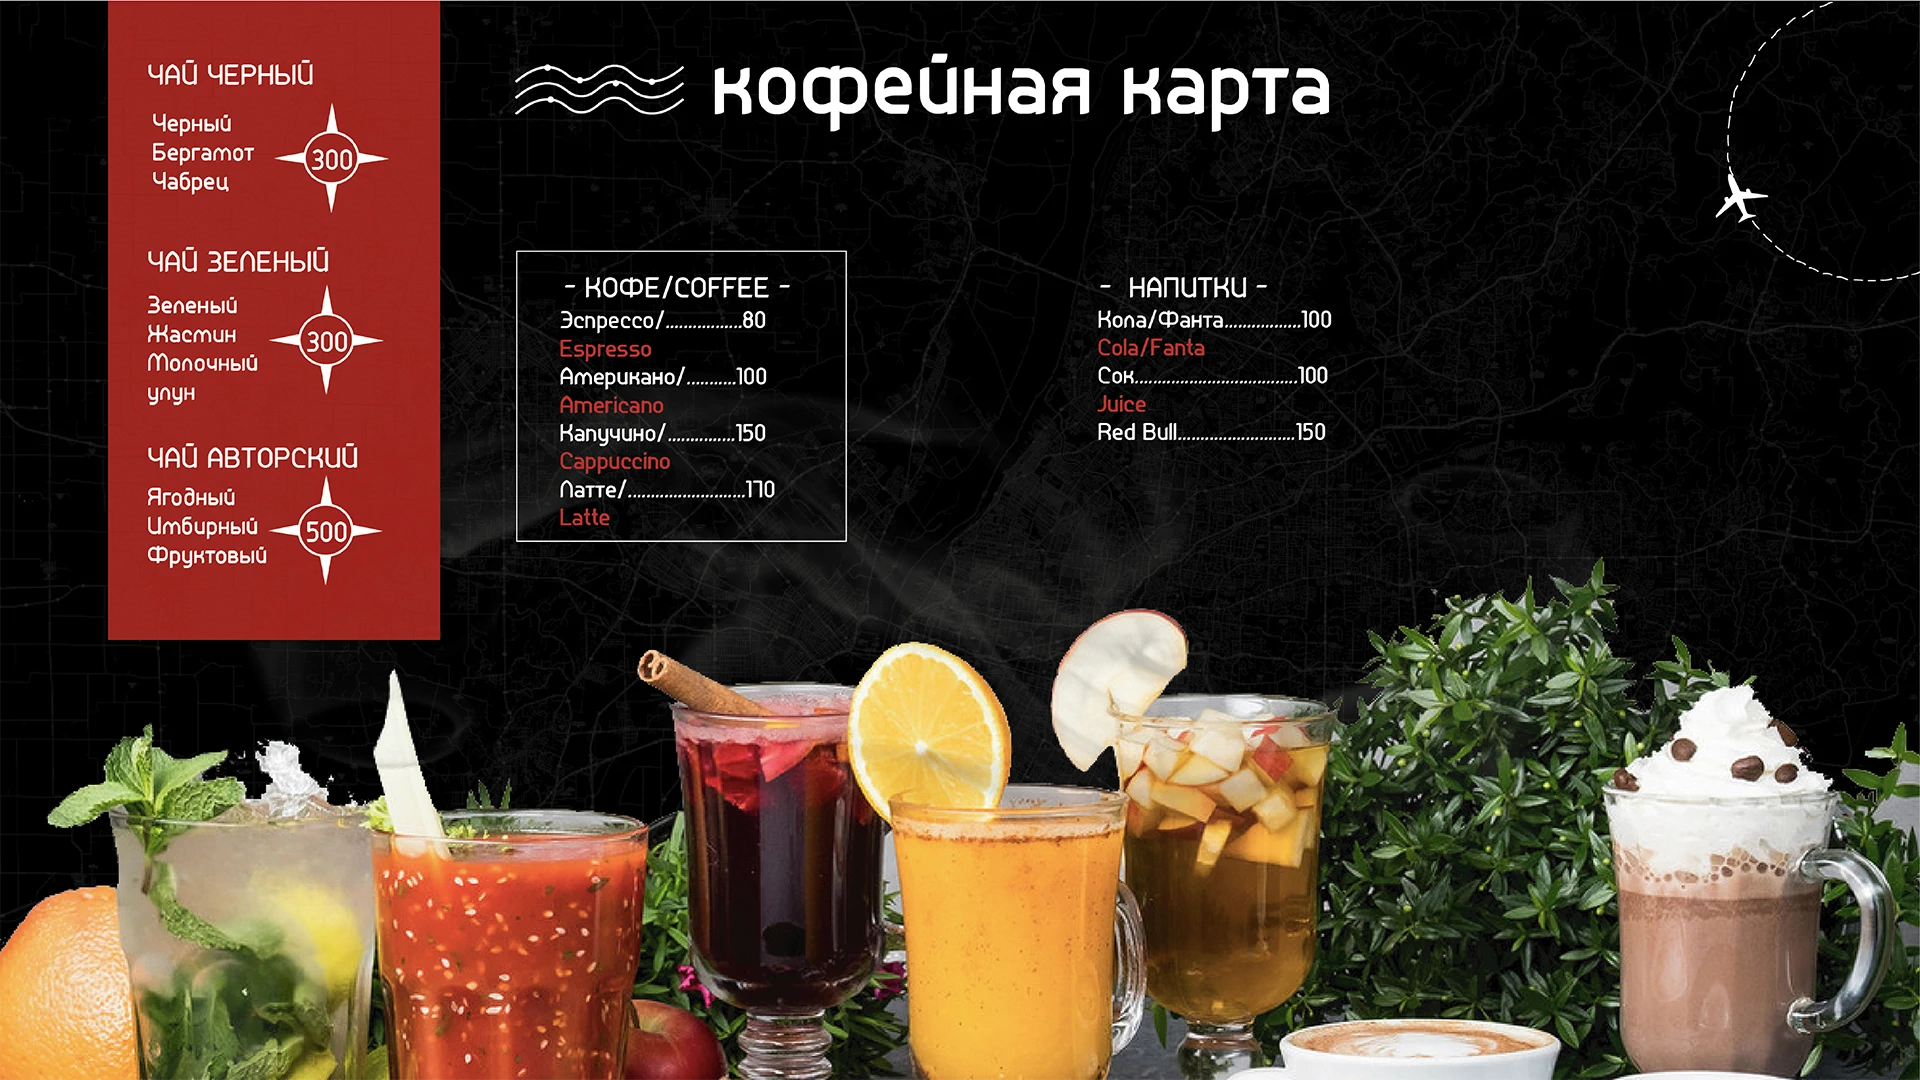 кофейная карта
ЧАЙ ЧЕРНЫЙ
Черный
Бергамот
Чабрец
300
ЧАЙ ЗЕЛЕНЫЙ
Зеленый
Жасмин
Молочный
улун
300
ЧАЙ АВТОРСКИЙ
Ягодный
Имбирный
Фруктовый
500
- КОФЕ/COFFEE -
Эспрессо/.................80
Espresso
Американо/...........100
Americano
Капучино/...............150
Cappuccino
Латте/..........................170
Latte
- НАПИТКИ -
Кола/Фанта.................100
Cola/Fanta
Сок....................................100
Juice
Red Bull..........................150